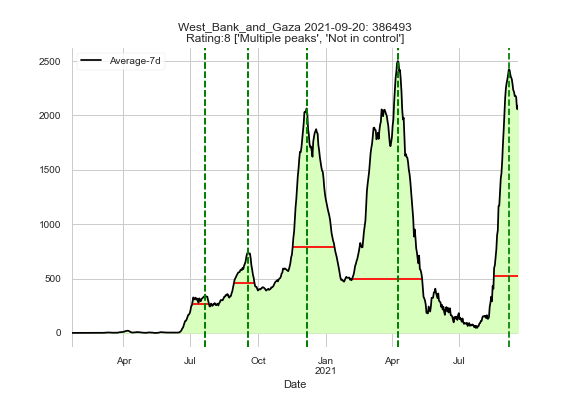 West_Bank_and_Gaza 2021-09-20: 386493
Rating:8 ['Multiple peaks', 'Not in control']
Average-7d
2500
2000
1500
1000
500
0
Apr Jul Oct Jan Apr Jul
2021
Date